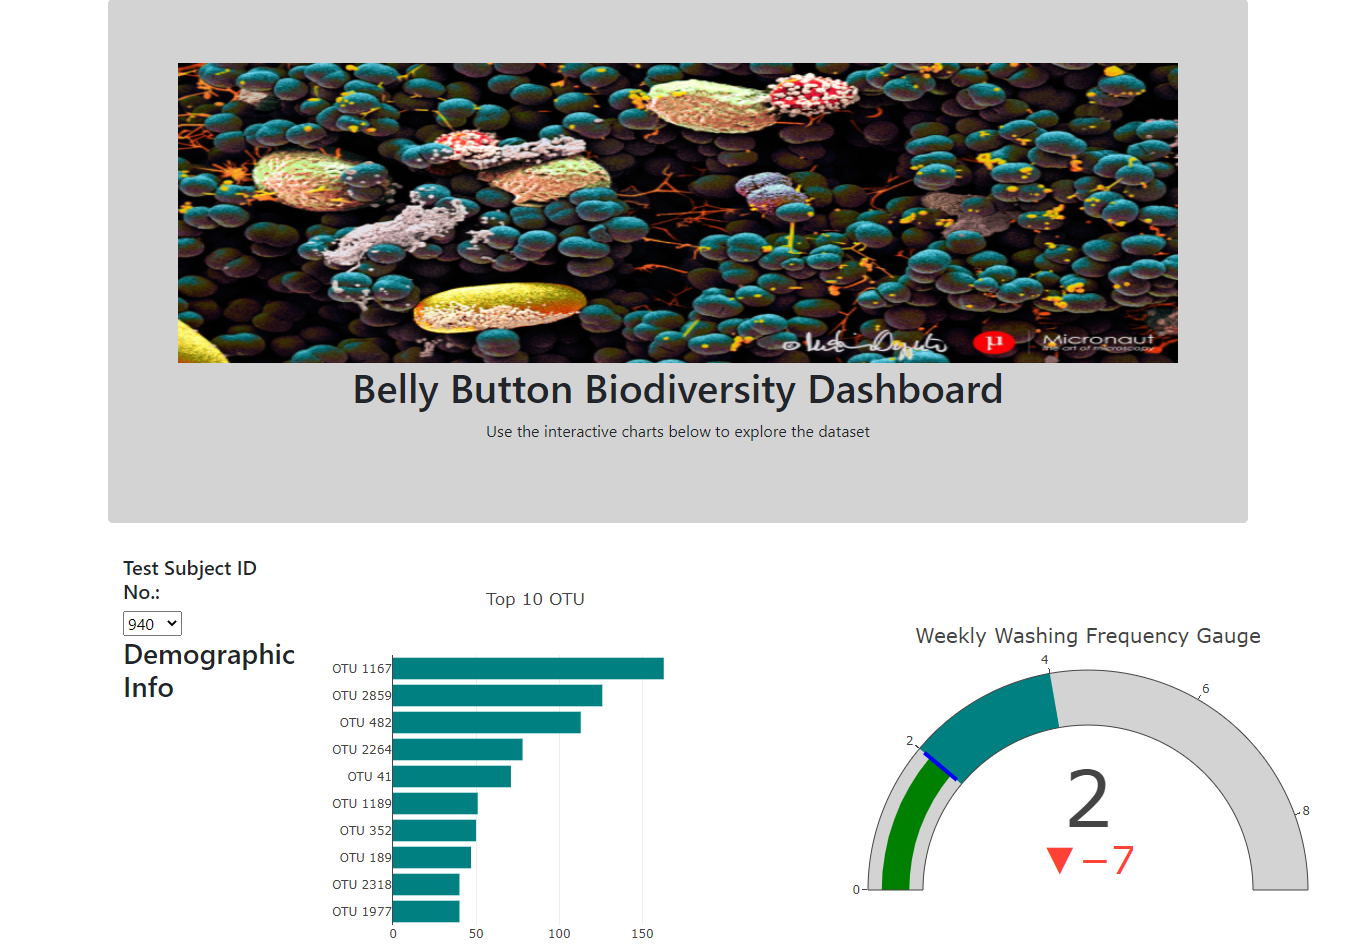 Micronaut
the art of microscopy
Belly Button Biodiversity Dashboard
Use the interactive charts below to explore the dataset
Test Subject ID
No.:
940
Demographic
Info
Top 10 OTU
OTU 1167
OTU 2859
OTU 482
OTU 2264
OTU 41
OTU 1189
OTU 352
OTU 189
OTU 2318
OTU 1977
0 50 100 150
Weekly Washing Frequency Gauge
0
2
4
6
8
2
▼−7